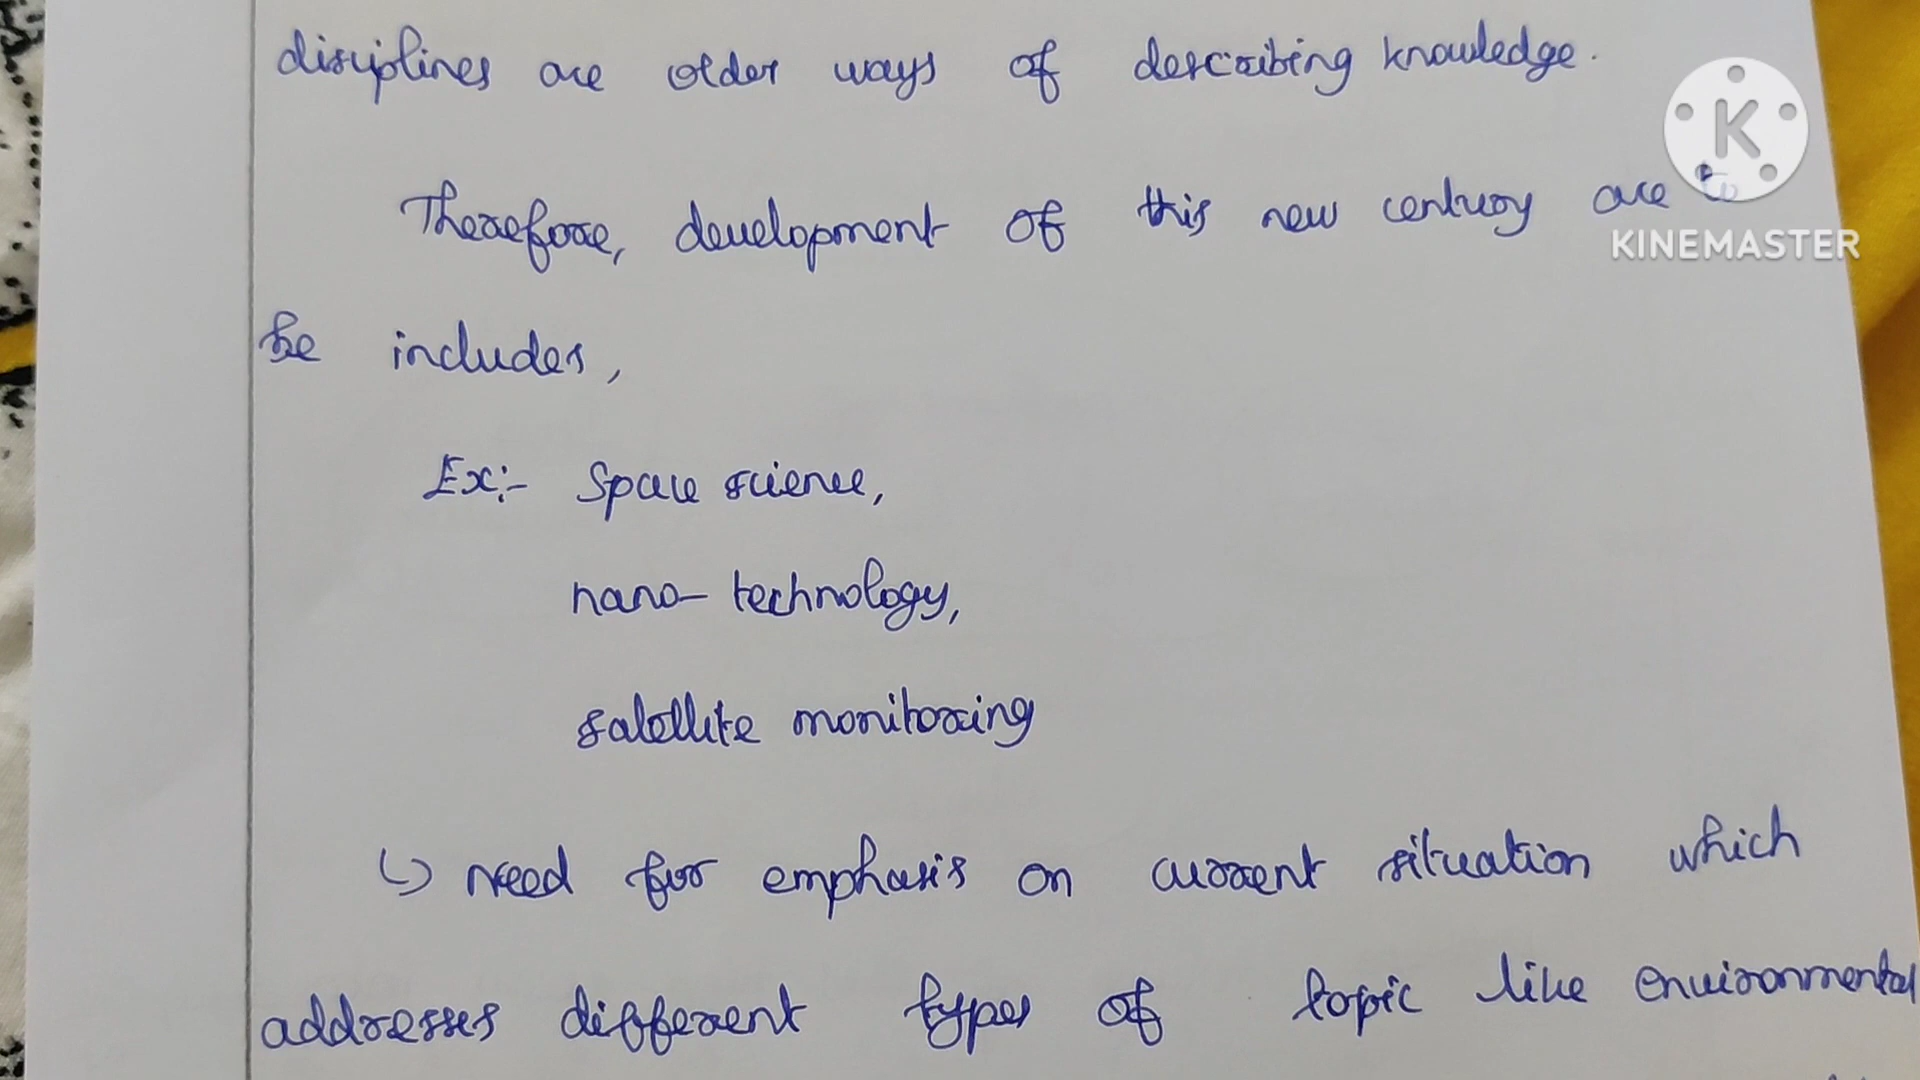 disciplines are older ways of describing knowledge.
Therefore, development of this new century are to
be includes,
Ex:- Space science,
nano-technology,
satellite monitoring
↳ need for emphasis on current situation which
addresses different types of topic like environmental
K
KINEMASTER